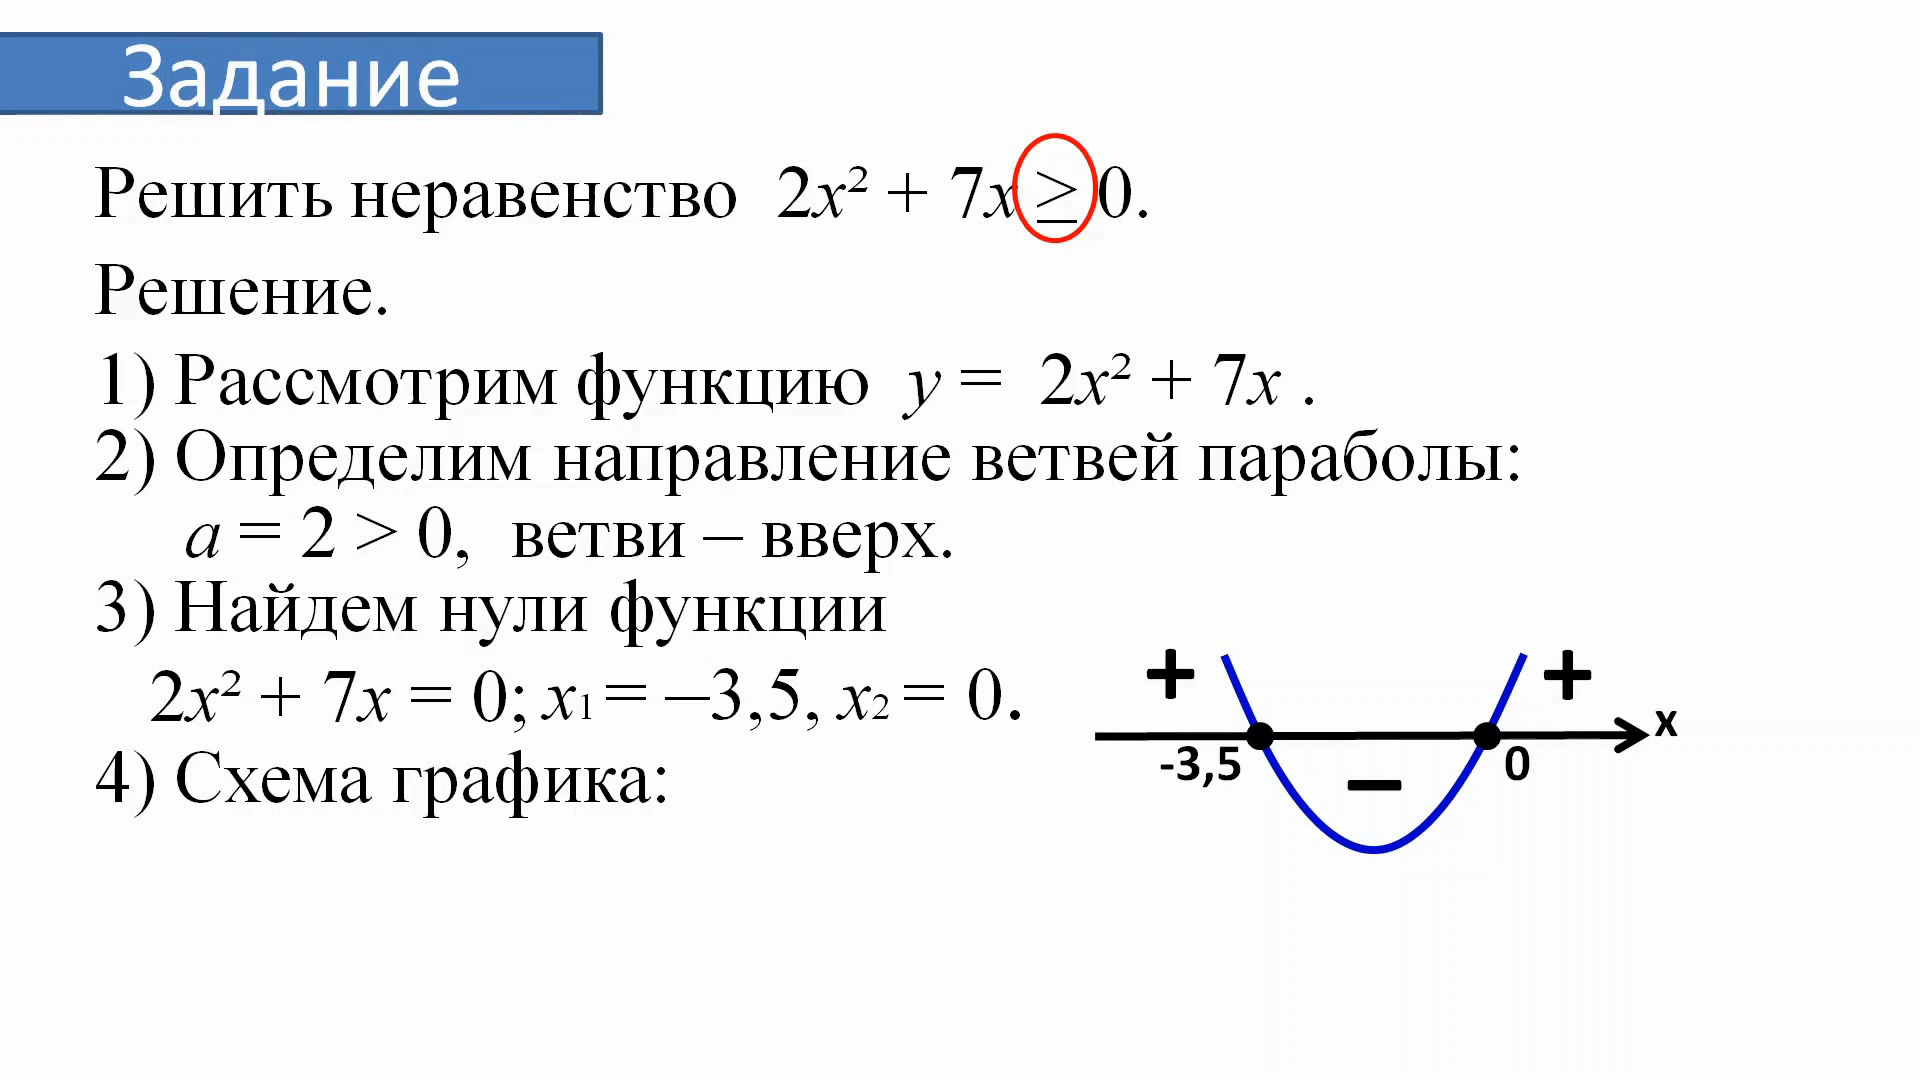 Задание
Решить неравенство 2x² + 7x ≥ 0.
Решение.
1) Рассмотрим функцию y = 2x² + 7x .
2) Определим направление ветвей параболы:
a = 2 > 0, ветви – вверх.
3) Найдем нули функции
2x² + 7x = 0; x₁ = –3,5, x₂ = 0.
4) Схема графика:
+ +
x
-3,5 – 0